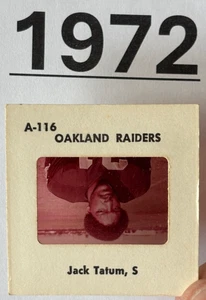 1972
A-116
OAKLAND RAIDERS
Jack Tatum, S